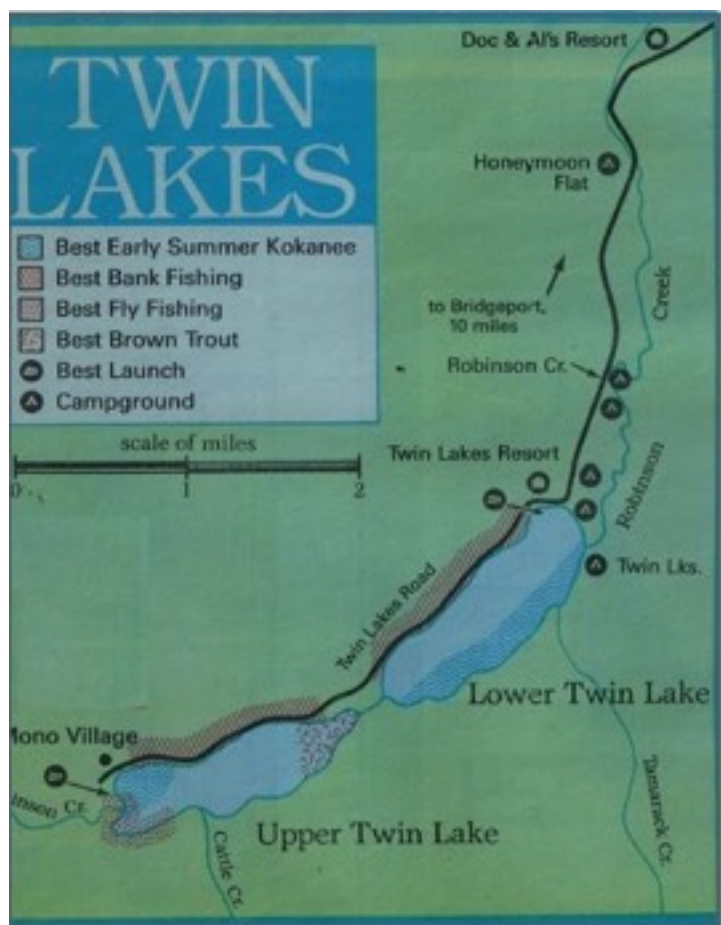 Doc & Al's Resort
TWIN
LAKES
Honeymoon
Flat
Best Early Summer Kokanee
Best Bank Fishing
Best Fly Fishing
Best Brown Trout
Best Launch
Campground
to Bridgeport,
10 miles
Creek
Robinson Cr.
scale of miles
0 1 2
Twin Lakes Resort
Robinson
Twin Lks.
Twin Lakes Road
Lower Twin Lake
Mono Village
inson Cr.
Upper Twin Lake
Cattle Cr.
Tamarack Cr.